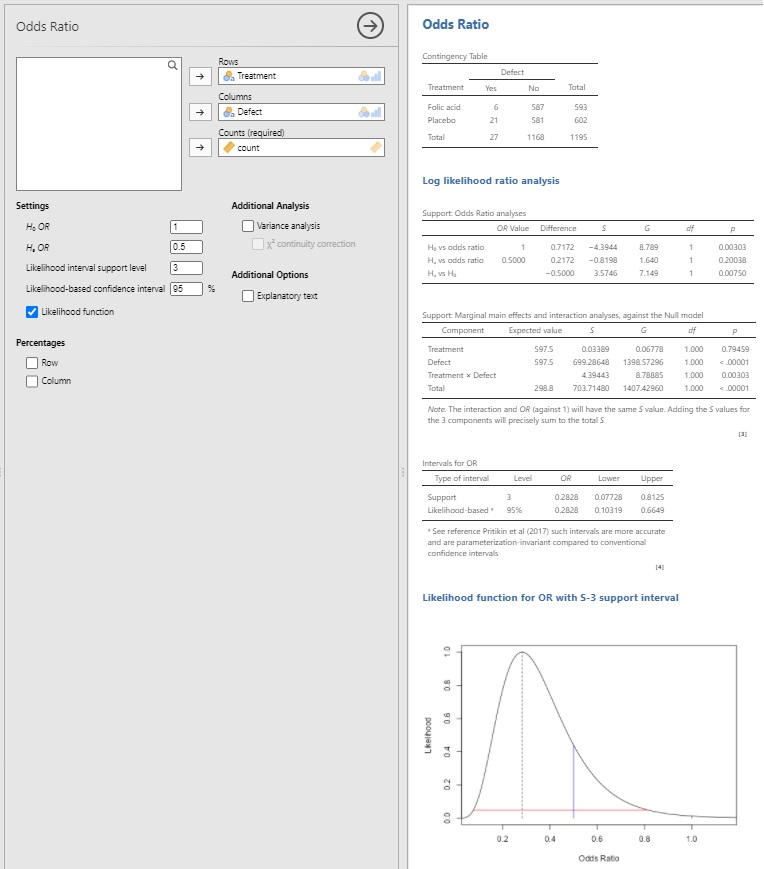 Odds Ratio
Rows
Treatment
Columns
Defect
Counts (required)
count
Settings
H₀ OR
1
Hₐ OR
0.5
Likelihood interval support level
3
Likelihood-based confidence interval 95 %
Likelihood function
Percentages
Row
Column
Additional Analysis
Variance analysis
χ² continuity correction
Additional Options
Explanatory text
Odds Ratio
Contingency Table
Defect
Treatment Yes No Total
Folic acid 6 587 593
Placebo 21 581 602
Total 27 1168 1195
Log likelihood ratio analysis
Support: Odds Ratio analyses
OR Value Difference S G df p
H₀ vs odds ratio 1 0.7172 −4.3944 8.789 1 0.00303
Hₐ vs odds ratio 0.5000 0.2172 −0.8198 1.640 1 0.20038
Hₐ vs H₀ −0.5000 3.5746 7.149 1 0.00750
Support: Marginal main effects and interaction analyses, against the Null model
Component Expected value S G df p
Treatment 597.5 0.03389 0.06778 1.000 0.79459
Defect 597.5 699.28648 1398.57296 1.000 < .00001
Treatment × Defect 4.39443 8.78885 1.000 0.00303
Total 298.8 703.71480 1407.42960 1.000 < .00001
Note. The interaction and OR (against 1) will have the same S value. Adding the S values for
the 3 components will precisely sum to the total S
[3]
Intervals for OR
Type of interval Level OR Lower Upper
Support 3 0.2828 0.07728 0.8125
Likelihood-based ᵃ 95% 0.2828 0.10319 0.6649
ᵃ See reference Pritikin et al (2017) such intervals are more accurate
and are parameterization-invariant compared to conventional
confidence intervals
[4]
Likelihood function for OR with S-3 support interval
Likelihood
1.0
0.8
0.6
0.4
0.2
0.0
0.2 0.4 0.6 0.8 1.0
Odds Ratio